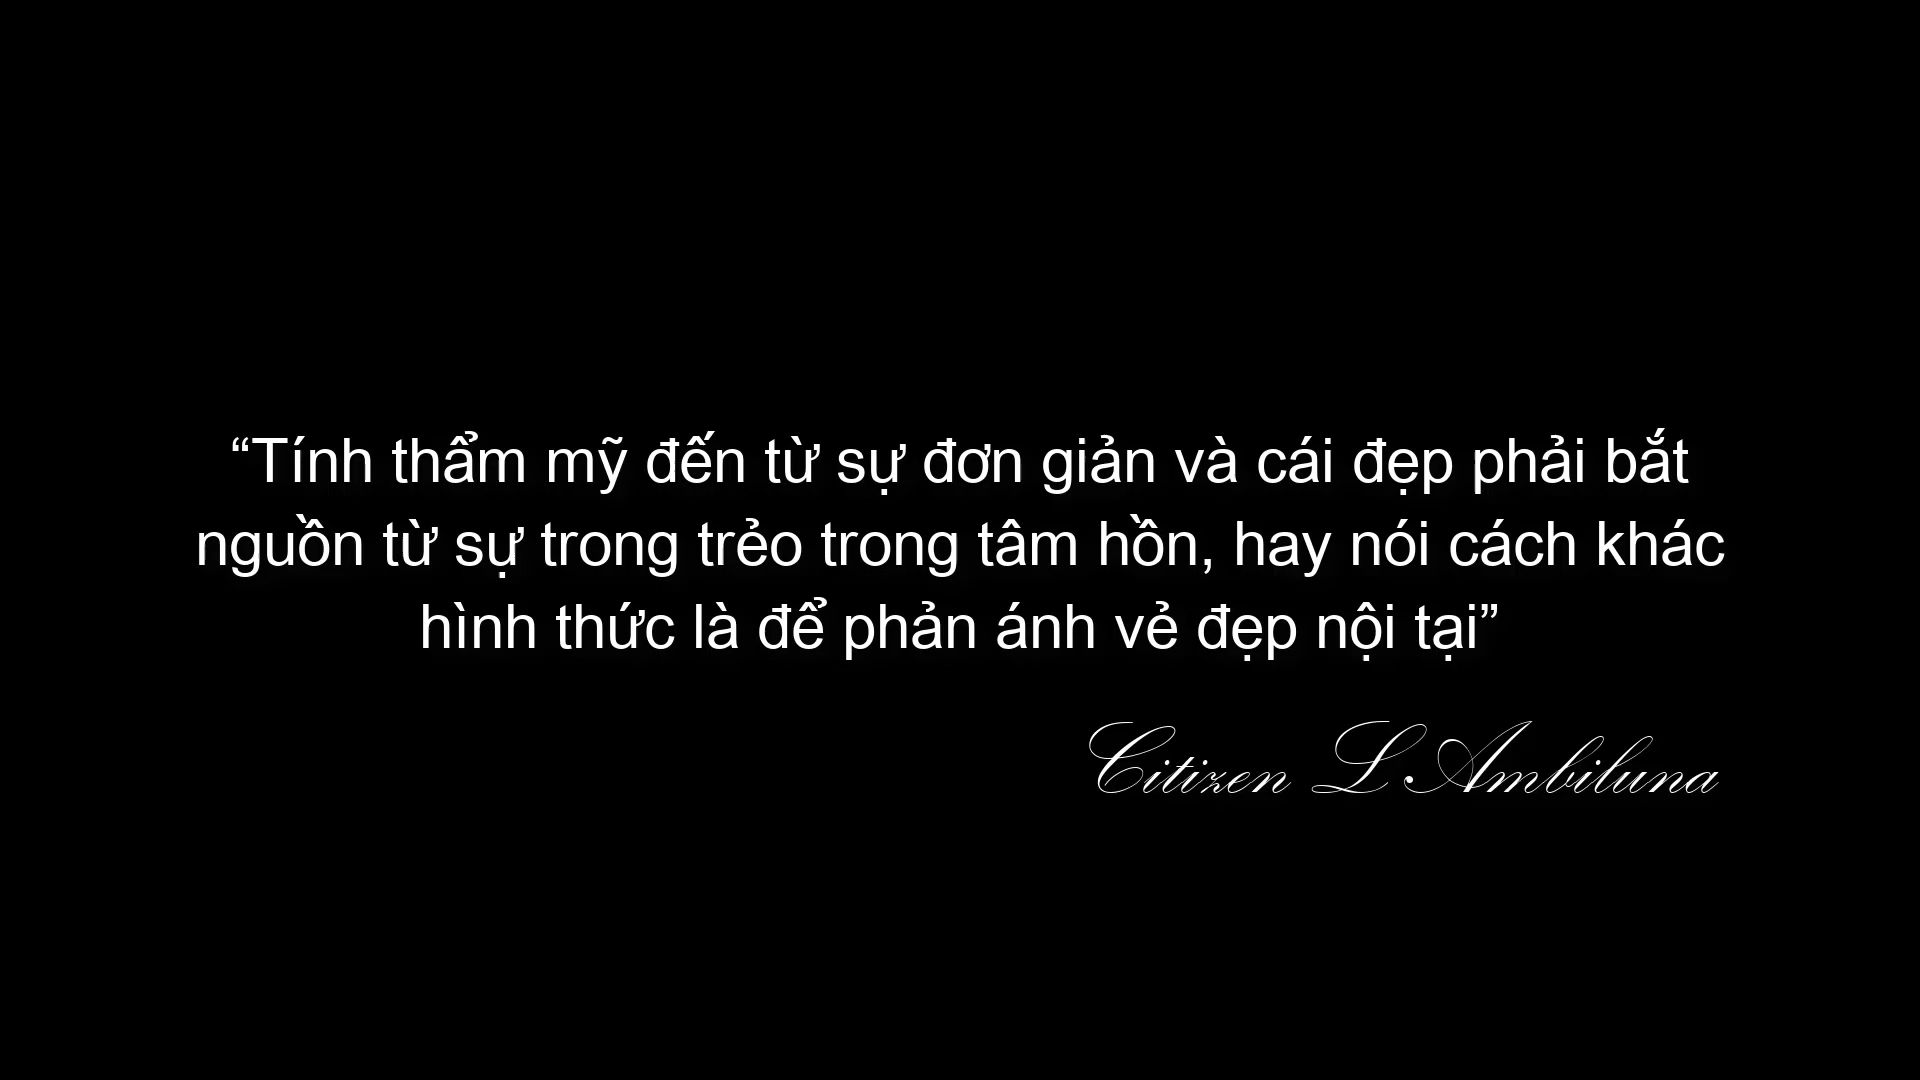 “Tính thẩm mỹ đến từ sự đơn giản và cái đẹp phải bắt
nguồn từ sự trong trẻo trong tâm hồn, hay nói cách khác
hình thức là để phản ánh vẻ đẹp nội tại”
Citizen L Ambiluna